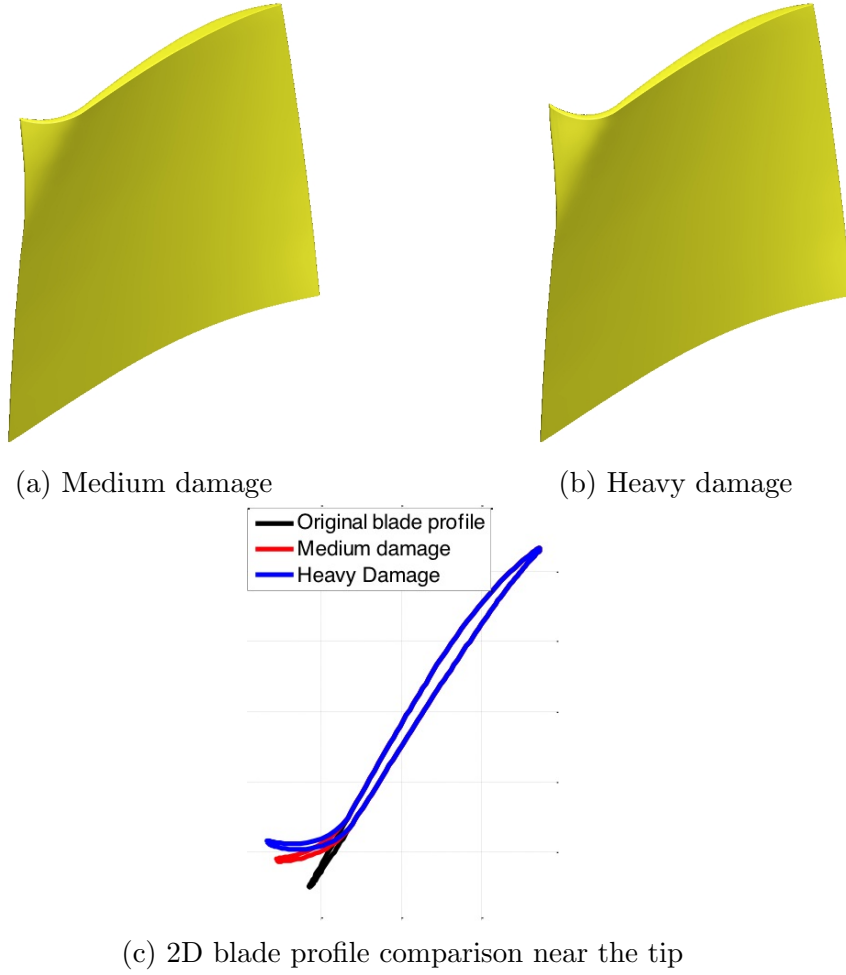 (a) Medium damage
(b) Heavy damage
Original blade profile
Medium damage
Heavy Damage
(c) 2D blade profile comparison near the tip